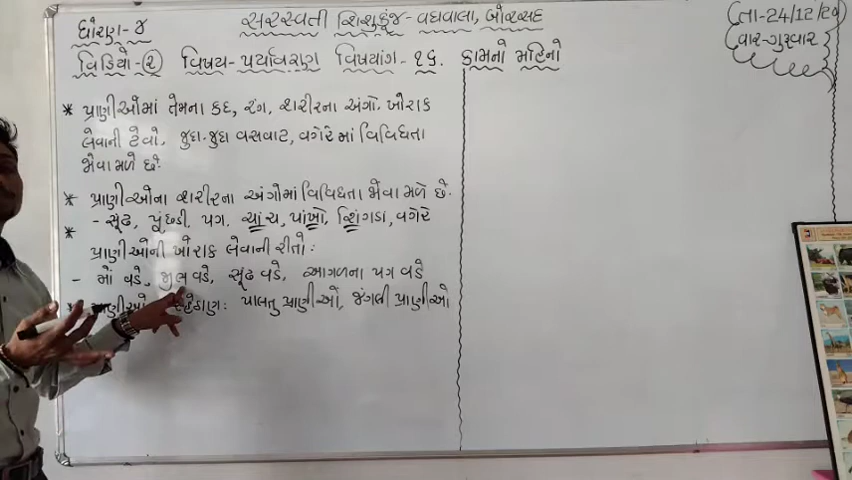 ધોરણ-૪
સરસ્વતી શિશુકુંજ-વઘવાલા, બોરસદ
તા-24/12/20
વાર-ગુરૂવાર
વિડિયો-૨ વિષય-પર્યાવરણ વિષયાંગ-૧૬. કામનો મહિનો
* પ્રાણીઓમાં તેમના કદ, રંગ, શરીરના અંગો. ખોરાક
લેવાની ટેવો, જુદા-જુદા વસવાટ, વગેરે માં વિવિધતા
જોવા મળે છે.
* પ્રાણીઓના શરીરના અંગોમાં વિવિધતા જોવા મળે છે.
- સૂંઢ, પૂંછડી, પગ, ચાંચ, પાંખો, શિંગડા, વગેરે
* પ્રાણીઓની ખોરાક લેવાની રીતો:
- મોં વડે, જીભ વડે, સૂંઢ વડે, આગળના પગ વડે
પાલતુ પ્રાણીઓ, જંગલી પ્રાણીઓ